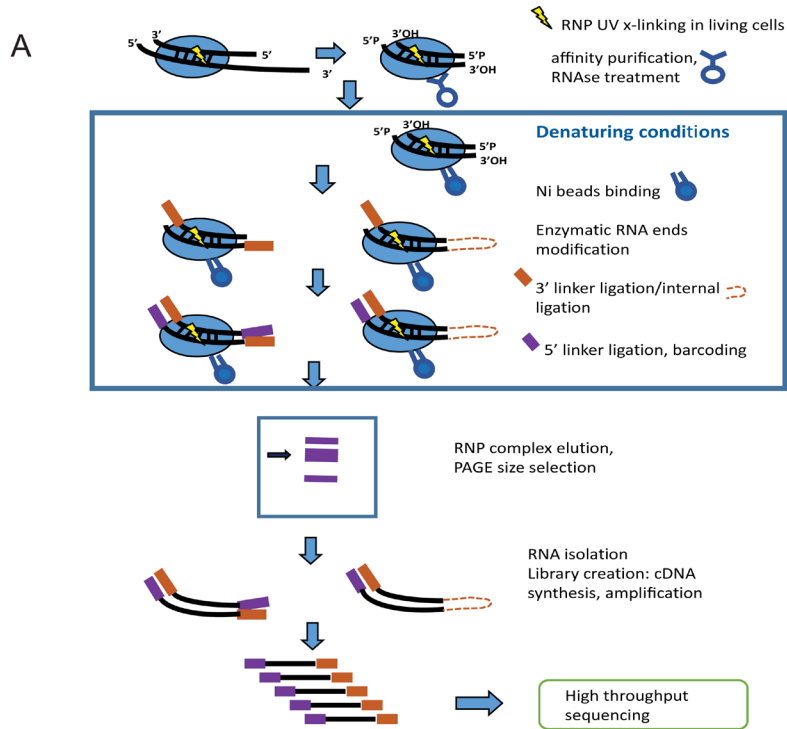 A
3'
5'
5'
3'
3'OH
5'P
5'P
3'OH
RNP UV x-linking in living cells
affinity purification,
RNAse treatment
3'OH
5'P
5'P
3'OH
Denaturing conditions
Ni beads binding
Enzymatic RNA ends
modification
3' linker ligation/internal
ligation
5' linker ligation, barcoding
RNP complex elution,
PAGE size selection
RNA isolation
Library creation: cDNA
synthesis, amplification
High throughput
sequencing